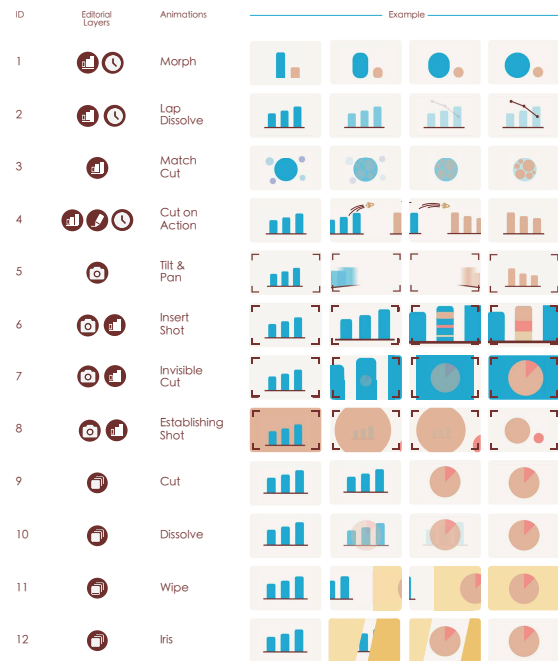 ID Editorial Layers Animations Example
1 Morph
2 Lap
Dissolve
3 Match
Cut
4 Cut on
Action
5 Tilt &
Pan
6 Insert
Shot
7 Invisible
Cut
8 Establishing
Shot
9 Cut
10 Dissolve
11 Wipe
12 Iris